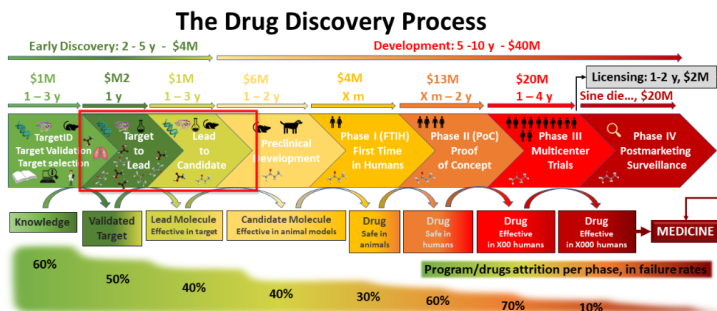 The Drug Discovery Process
Early Discovery: 2 - 5 y - $4M
Development: 5 -10 y - $40M
$1M
1 – 3 y
$M2
1 y
$1M
1 – 3 y
$6M
1 – 2 y
$4M
X m
$13M
X m – 2 y
$20M
1 – 4 y
Licensing: 1-2 y, $2M
Sine die…, $20M
TargetID
Target Validation
Target selection
Target
to
Lead
Lead
to
Candidate
Preclinical
Development
Phase I (FTIH)
First Time
in Humans
Phase II (PoC)
Proof
of Concept
Phase III
Multicenter
Trials
Phase IV
Postmarketing
Surveillance
Knowledge
Validated
Target
Lead Molecule
Effective in target
Candidate Molecule
Effective in animal models
Drug
Safe in
animals
Drug
Safe in
humans
Drug
Effective
in X00 humans
Drug
Effective
in X000 humans
MEDICINE
60%
50%
40%
40%
30%
60%
70%
10%
Program/drugs attrition per phase, in failure rates